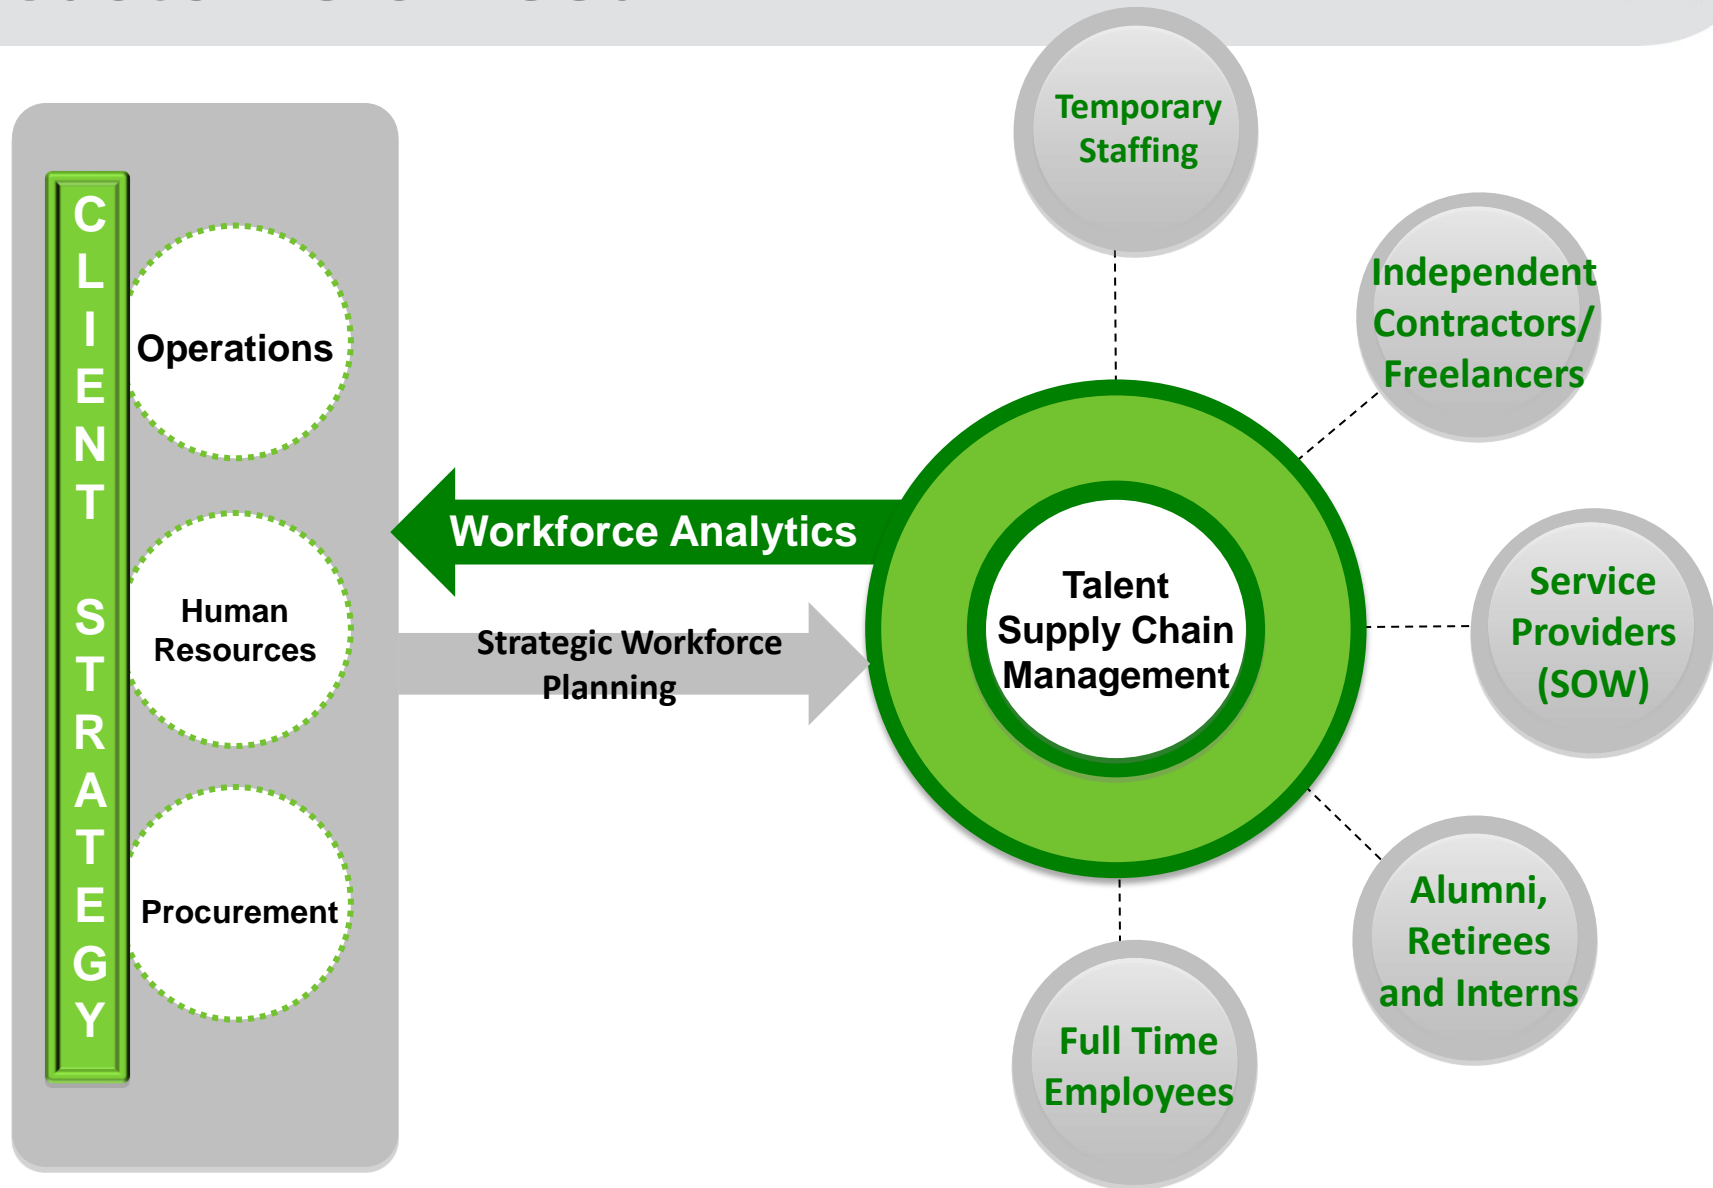 CLIENT STRATEGY
Operations
Human
Resources
Procurement
Workforce Analytics
Strategic Workforce
Planning
Talent
Supply Chain
Management
Temporary
Staffing
Independent
Contractors/
Freelancers
Service
Providers
(SOW)
Alumni,
Retirees
and Interns
Full Time
Employees